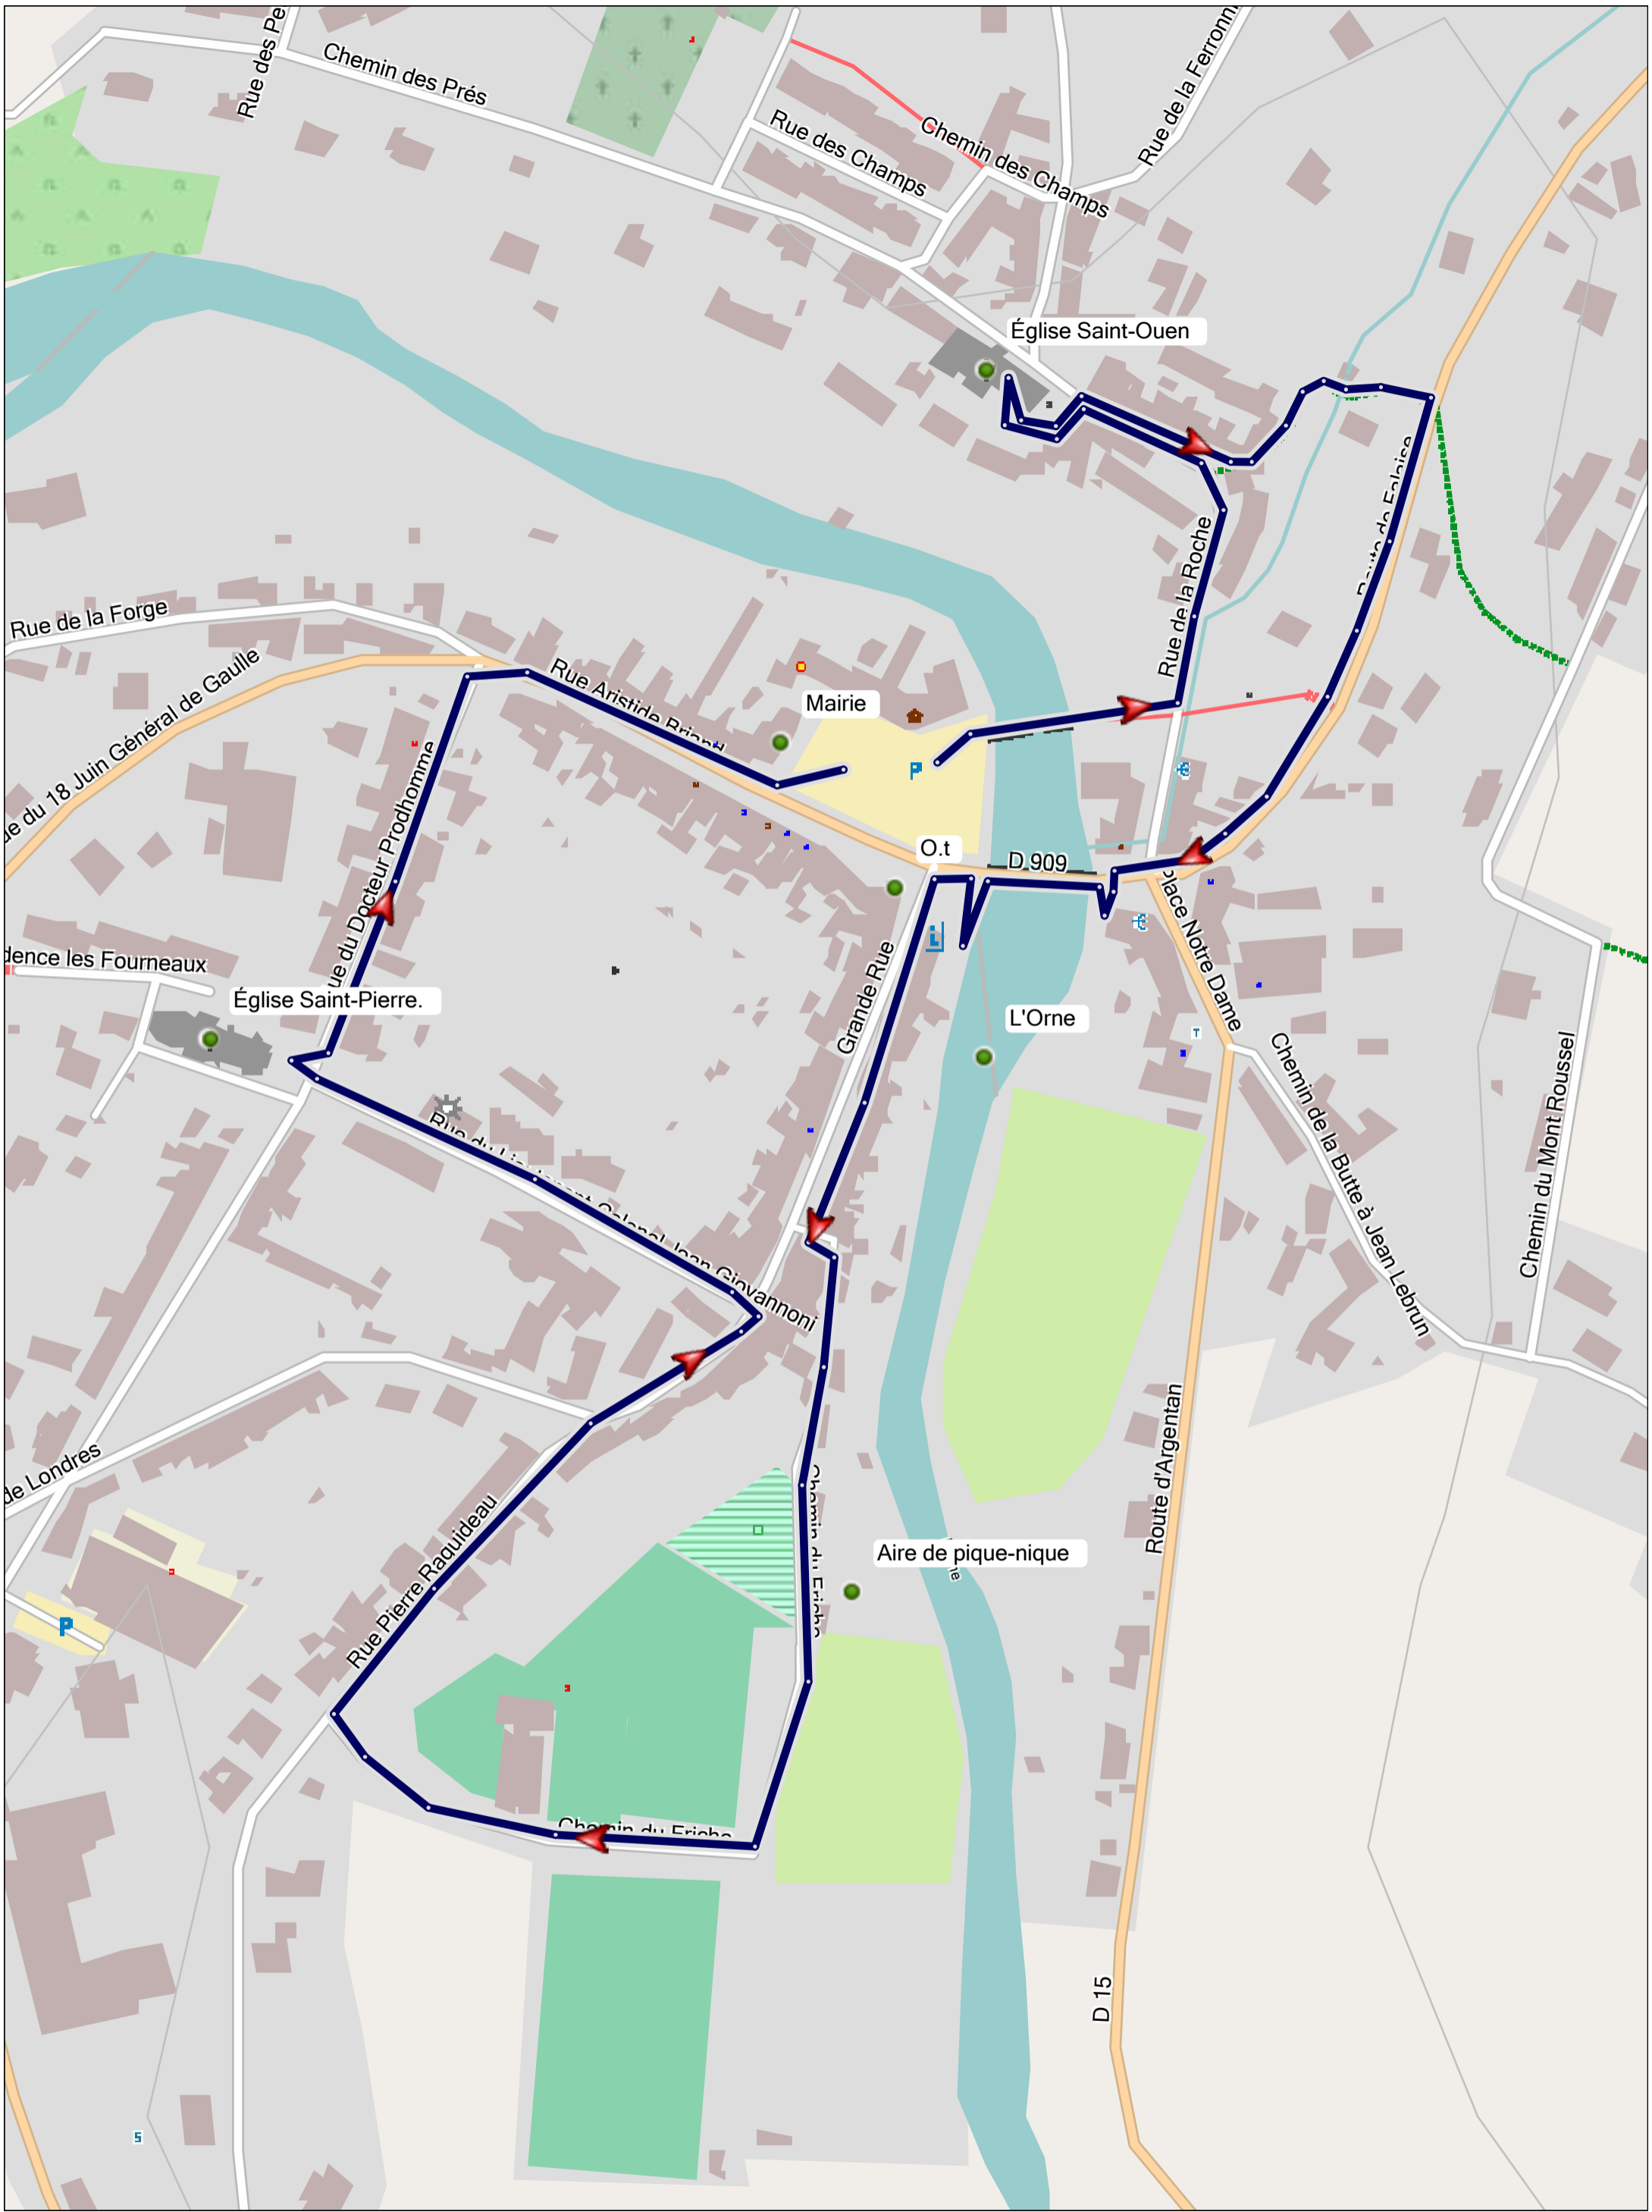 Rue des Pe
Chemin des Prés
Rue de la Ferronn
Rue des Champs
Chemin des Champs
Église Saint-Ouen
Rue de la Roche
Rue de la Forge
Rue Aristide Briand
Mairie
ue du 18 Juin Général de Gaulle
P
O.t
D 909
Rue du Docteur Prodhomme
Place Notre Dame
dence les Fourneaux
Église Saint-Pierre.
Grande Rue
L'Orne
Chemin de la Butte à Jean Lebrun
Chemin du Mont Roussel
Giovannoni
de Londres
Route d'Argentan
Rue Pierre Raquideau
Aire de pique-nique
P
D 15